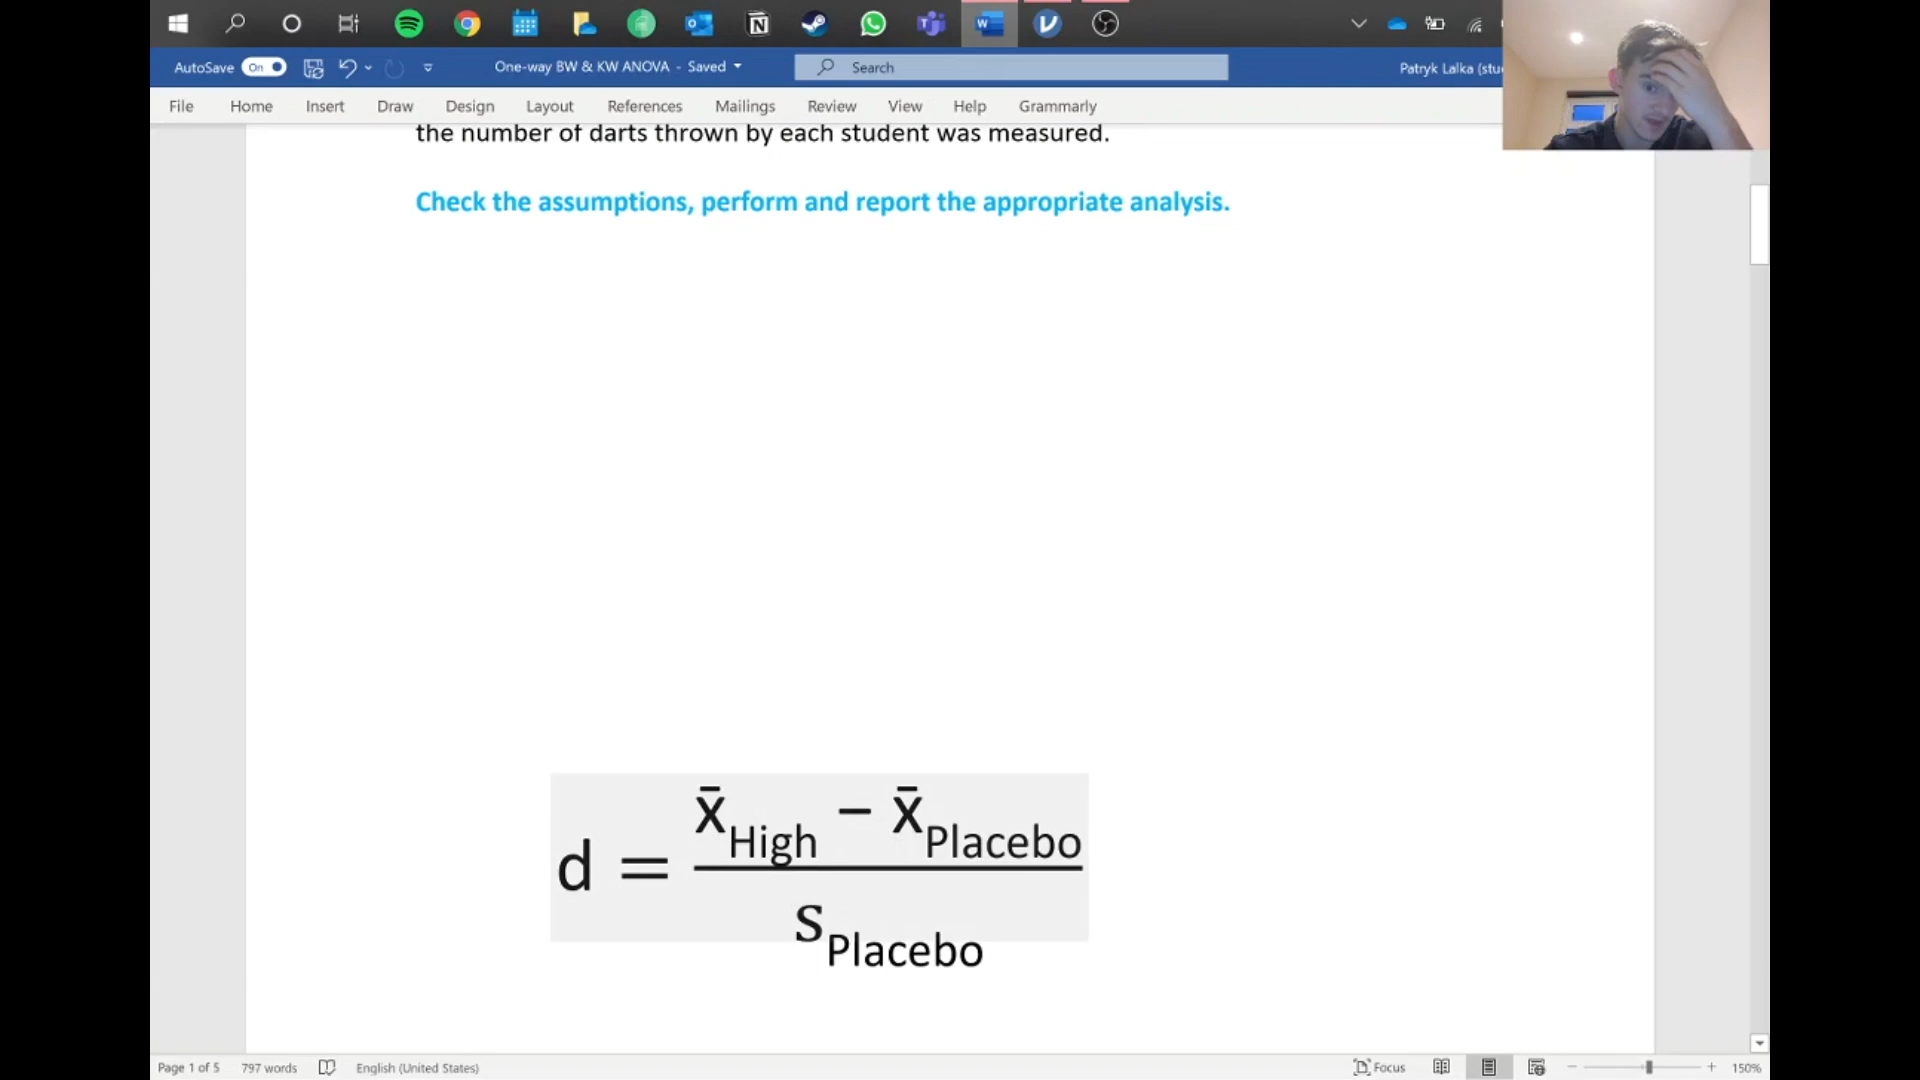 AutoSave On One-way BW & KW ANOVA - Saved Search Patryk Lalka (stu
File Home Insert Draw Design Layout References Mailings Review View Help Grammarly
the number of darts thrown by each student was measured.
Check the assumptions, perform and report the appropriate analysis.
x̄High − x̄Placebo
d =
sPlacebo
Page 1 of 5 797 words English (United States) Focus 150%